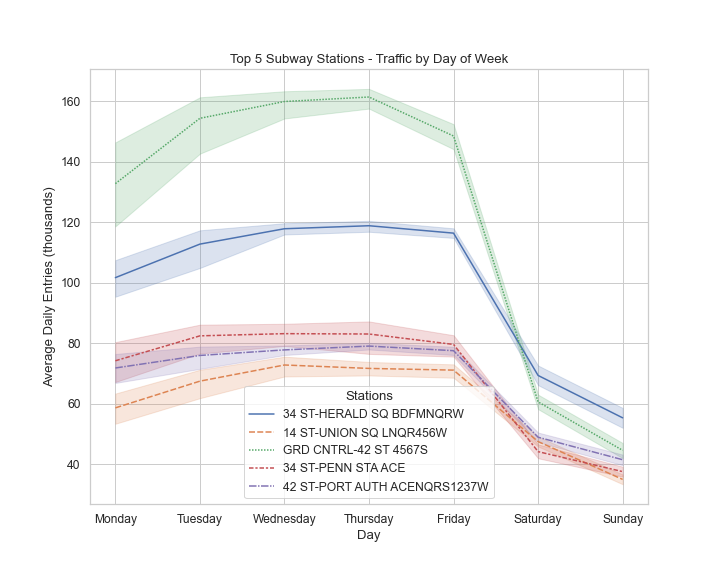 Top 5 Subway Stations - Traffic by Day of Week
Average Daily Entries (thousands)
160
140
120
100
80
60
40
Stations
34 ST-HERALD SQ BDFMNQRW
14 ST-UNION SQ LNQR456W
GRD CNTRL-42 ST 4567S
34 ST-PENN STA ACE
42 ST-PORT AUTH ACENQRS1237W
Monday Tuesday Wednesday Thursday Friday Saturday Sunday
Day